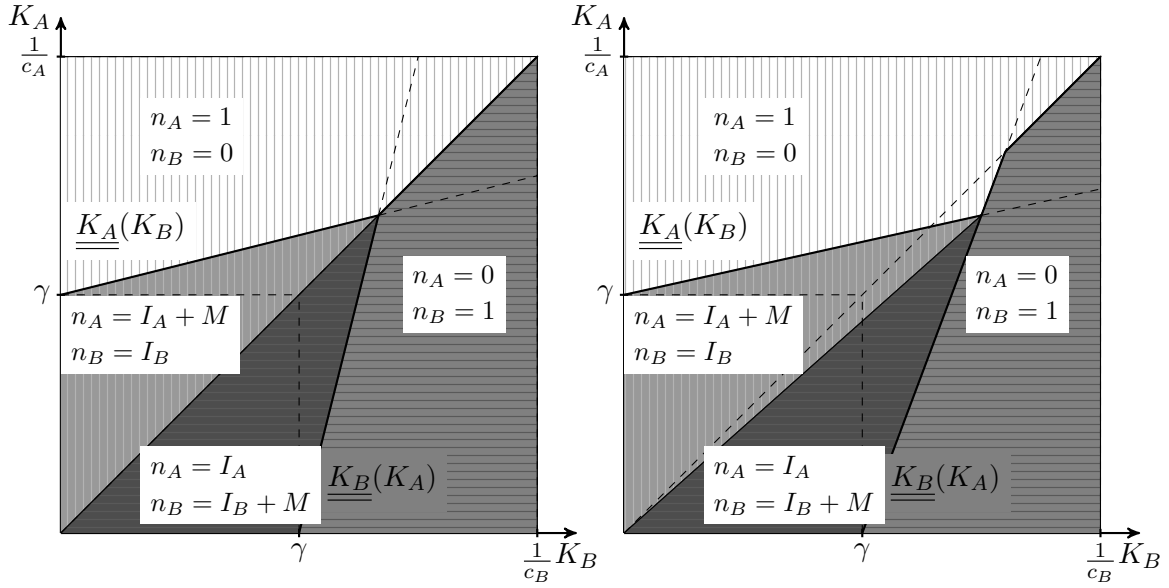 K_A
1/c_A
n_A = 1
n_B = 0
K_A(K_B)
γ
n_A = I_A + M
n_B = I_B
n_A = 0
n_B = 1
n_A = I_A
n_B = I_B + M
K_B(K_A)
γ
1/c_B
K_B
K_A
1/c_A
n_A = 1
n_B = 0
K_A(K_B)
γ
n_A = I_A + M
n_B = I_B
n_A = 0
n_B = 1
n_A = I_A
n_B = I_B + M
K_B(K_A)
γ
1/c_B
K_B